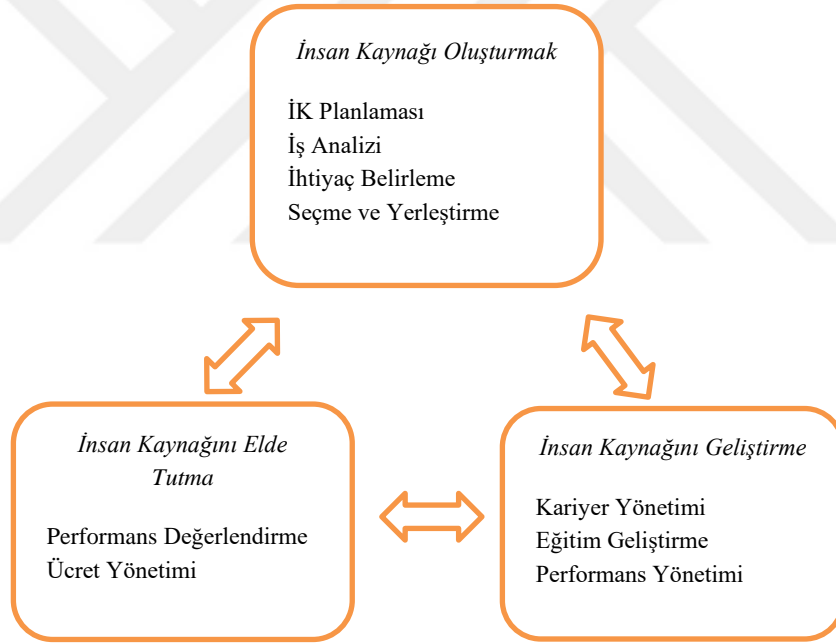 İnsan Kaynağı Oluşturmak
İK Planlaması
İş Analizi
İhtiyaç Belirleme
Seçme ve Yerleştirme
İnsan Kaynağını Elde
Tutma
Performans Değerlendirme
Ücret Yönetimi
İnsan Kaynağını Geliştirme
Kariyer Yönetimi
Eğitim Geliştirme
Performans Yönetimi